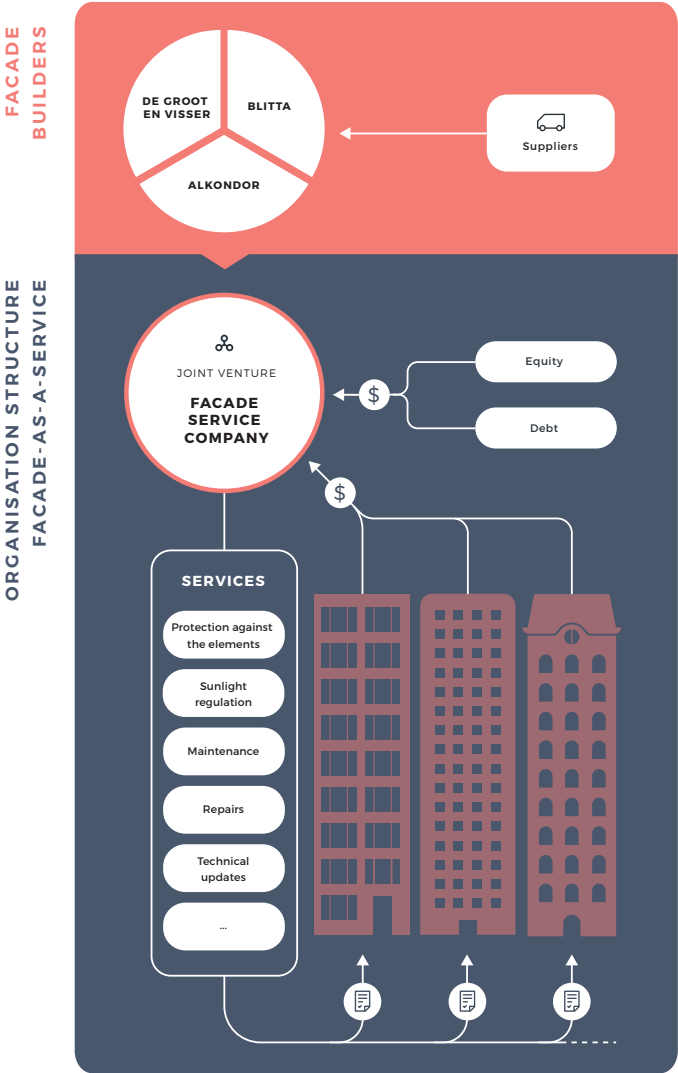 FACADE
BUILDERS
DE GROOT
EN VISSER
BLITTA
ALKONDOR
Suppliers
ORGANISATION STRUCTURE
FACADE-AS-A-SERVICE
JOINT VENTURE
FACADE
SERVICE
COMPANY
$
Equity
Debt
$
SERVICES
Protection against
the elements
Sunlight
regulation
Maintenance
Repairs
Technical
updates
...